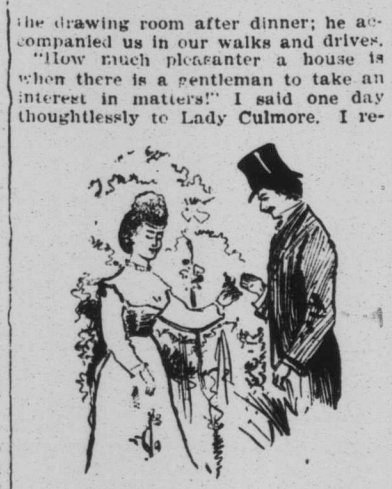 the drawing room after dinner; he ac-
companied us in our walks and drives.
"How much pleasanter a house is
when there is a gentleman to take an
interest in matters!" I said one day
thoughtlessly to Lady Culmore. I re-